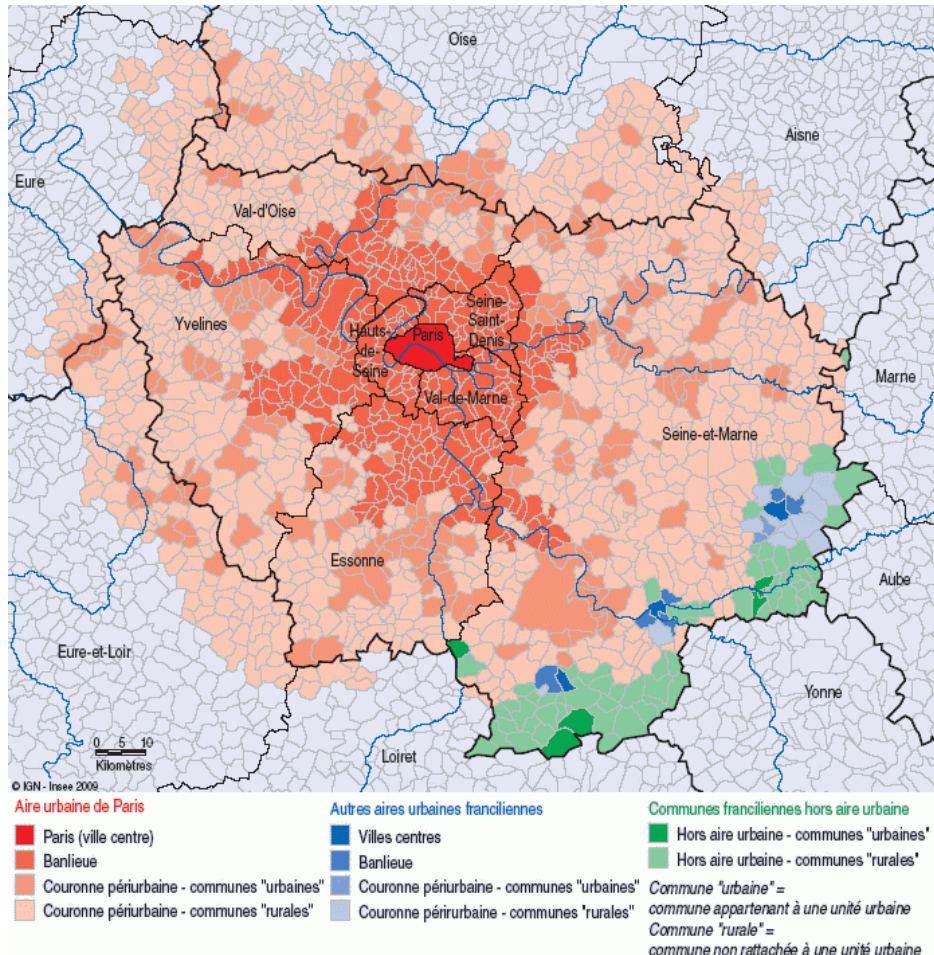 Oise
Aisne
Eure
Val-d'Oise
Yvelines
Seine-
Saint-
Denis
Paris
Hauts-
de-
Seine
Marne
Val-de-Marne
Seine-et-Marne
Essonne
Aube
Eure-et-Loir
Yonne
0 5 10
Kilomètres
Loiret
© IGN - Insee 2009
Aire urbaine de Paris
Paris (ville centre)
Banlieue
Couronne périurbaine - communes "urbaines"
Couronne périurbaine - communes "rurales"
Autres aires urbaines franciliennes
Villes centres
Banlieue
Couronne périurbaine - communes "urbaines"
Couronne périrurbaine - communes "rurales"
Communes franciliennes hors aire urbaine
Hors aire urbaine - communes "urbaines"
Hors aire urbaine - communes "rurales"
Commune "urbaine" =
commune appartenant à une unité urbaine
Commune "rurale" =
commune non rattachée à une unité urbaine